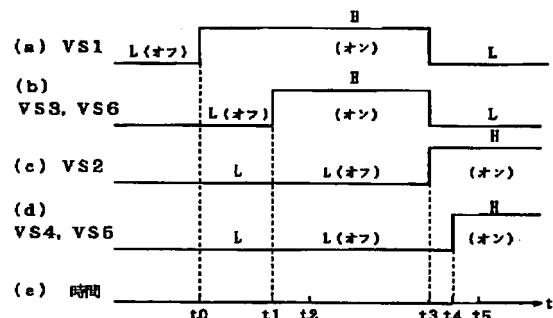 H
(a) VS1 L(オフ) (オン) L
(b) H
VS3, VS6 L(オフ) (オン) L
H
(c) VS2 L L(オフ) (オン)
(d) H
VS4, VS5 L L(オフ) (オン)
(e) 時間 t
t0 t1 t2 t3 t4 t5